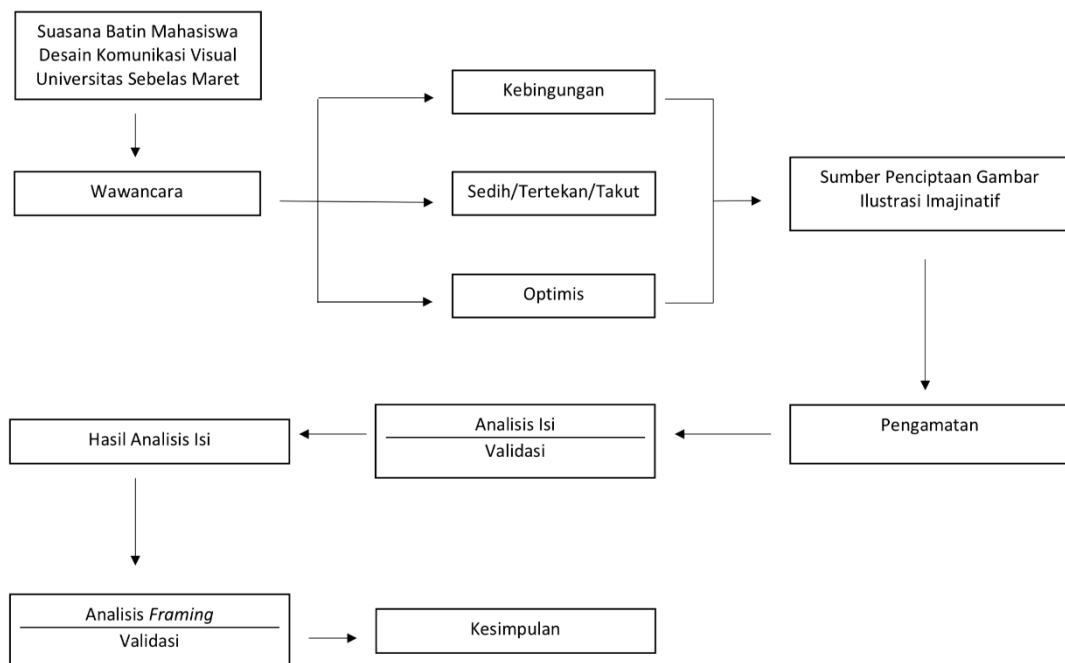 Suasana Batin Mahasiswa
Desain Komunikasi Visual
Universitas Sebelas Maret
Wawancara
Kebingungan
Sedih/Tertekan/Takut
Optimis
Sumber Penciptaan Gambar
Ilustrasi Imajinatif
Pengamatan
Analisis Isi
Validasi
Hasil Analisis Isi
Analisis Framing
Validasi
Kesimpulan